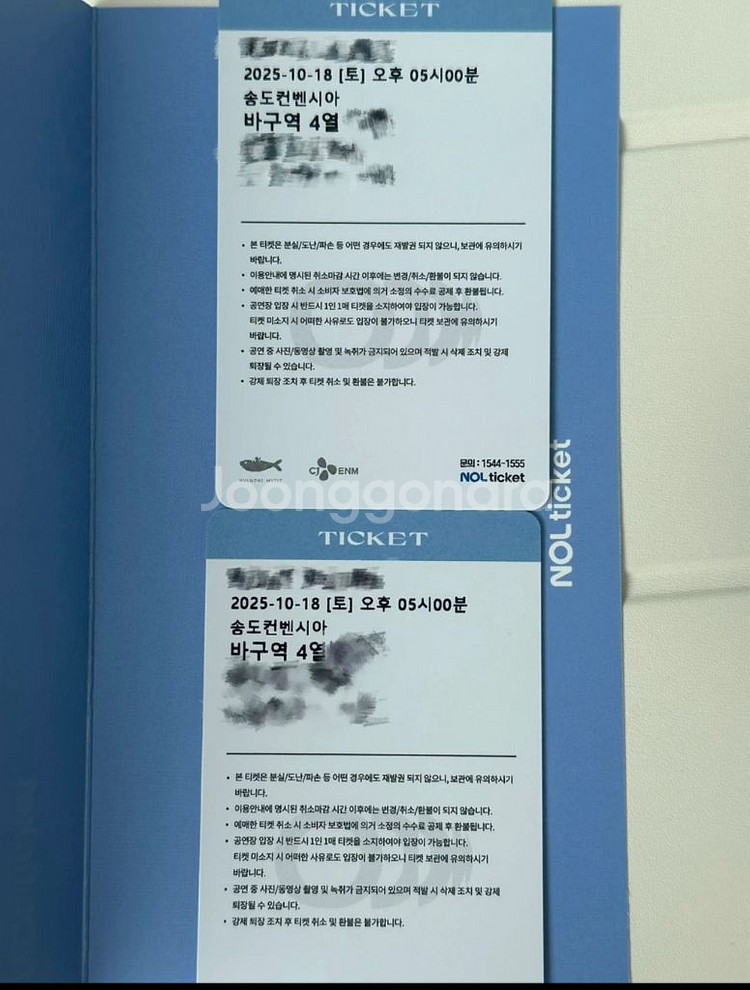 TICKET
2025-10-18 [토] 오후 05시00분
송도컨벤시아
바구역 4열
• 본 티켓은 분실/도난/파손 등 어떤 경우에도 재발권 되지 않으니, 보관에 유의하시기
바랍니다.
• 이용안내에 명시된 취소마감 시간 이후에는 변경/취소/환불이 되지 않습니다.
• 예매한 티켓 취소 시 소비자 보호법에 의거 소정의 수수료 공제 후 환불됩니다.
• 공연장 입장 시 반드시 1인 1매 티켓을 소지하여야 입장이 가능합니다.
티켓 미소지 시 어떠한 사유로도 입장이 불가하오니 티켓 보관에 유의하시기
바랍니다.
• 공연 중 사진/동영상 촬영 및 녹취가 금지되어 있으며 적발 시 삭제 조치 및 강제
퇴장될 수 있습니다.
• 강제 퇴장 조치 후 티켓 취소 및 환불은 불가합니다.
CJ ENM
문의 : 1544-1555
NOL ticket
NOL ticket
Joonggonara
TICKET
2025-10-18 [토] 오후 05시00분
송도컨벤시아
바구역 4열
• 본 티켓은 분실/도난/파손 등 어떤 경우에도 재발권 되지 않으니, 보관에 유의하시기
바랍니다.
• 이용안내에 명시된 취소마감 시간 이후에는 변경/취소/환불이 되지 않습니다.
• 예매한 티켓 취소 시 소비자 보호법에 의거 소정의 수수료 공제 후 환불됩니다.
• 공연장 입장 시 반드시 1인 1매 티켓을 소지하여야 입장이 가능합니다.
티켓 미소지 시 어떠한 사유로도 입장이 불가하오니 티켓 보관에 유의하시기
바랍니다.
• 공연 중 사진/동영상 촬영 및 녹취가 금지되어 있으며 적발 시 삭제 조치 및 강제
퇴장될 수 있습니다.
• 강제 퇴장 조치 후 티켓 취소 및 환불은 불가합니다.